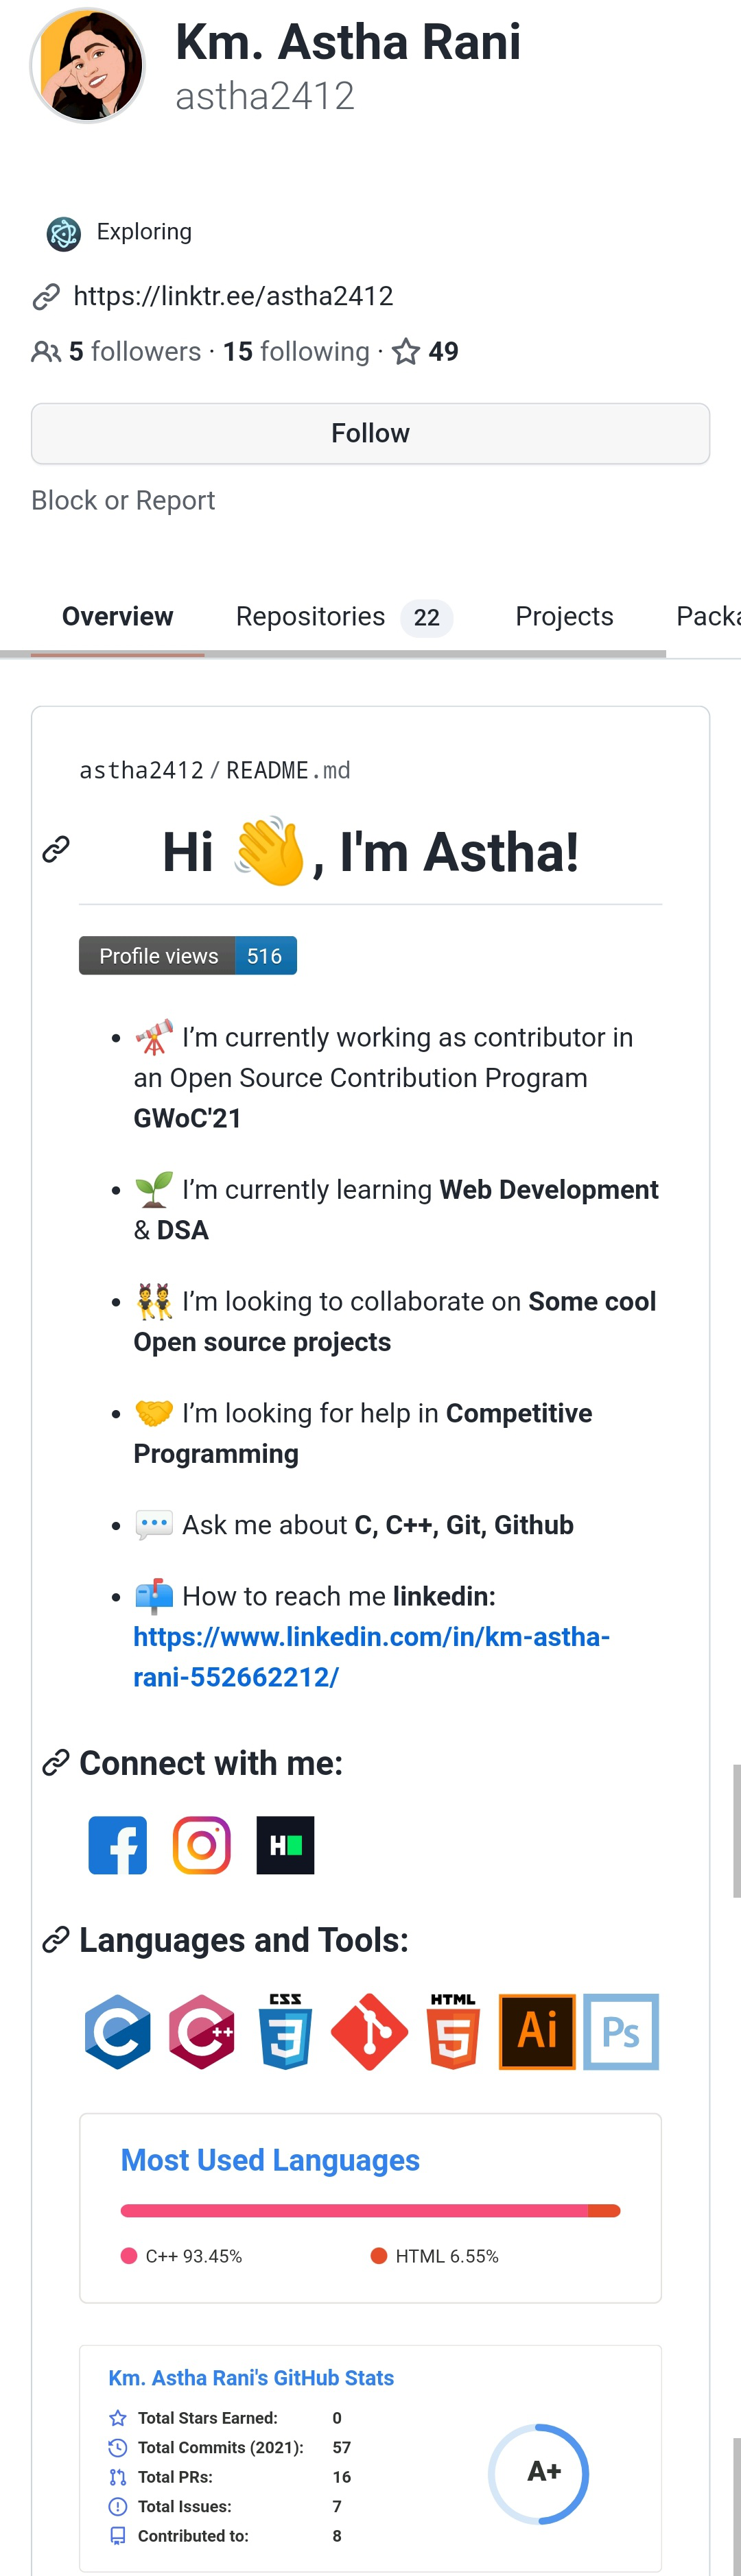 Km. Astha Rani
astha2412
Exploring
https://linktr.ee/astha2412
5 followers · 15 following · 49
Follow
Block or Report
Overview Repositories 22 Projects Packa
astha2412 / README.md
Hi 👋, I'm Astha!
Profile views 516
• 🔭 I’m currently working as contributor in
an Open Source Contribution Program
GWoC'21
• 🌱 I’m currently learning Web Development
& DSA
• 👯 I’m looking to collaborate on Some cool
Open source projects
• 🤝 I’m looking for help in Competitive
Programming
• 💬 Ask me about C, C++, Git, Github
• 📫 How to reach me linkedin:
https://www.linkedin.com/in/km-astha-
rani-552662212/
Connect with me:
H
Languages and Tools:
C C++ CSS 3 HTML 5 Ai Ps
Most Used Languages
C++ 93.45% HTML 6.55%
Km. Astha Rani's GitHub Stats
Total Stars Earned: 0
Total Commits (2021): 57
Total PRs: 16
Total Issues: 7
Contributed to: 8
A+